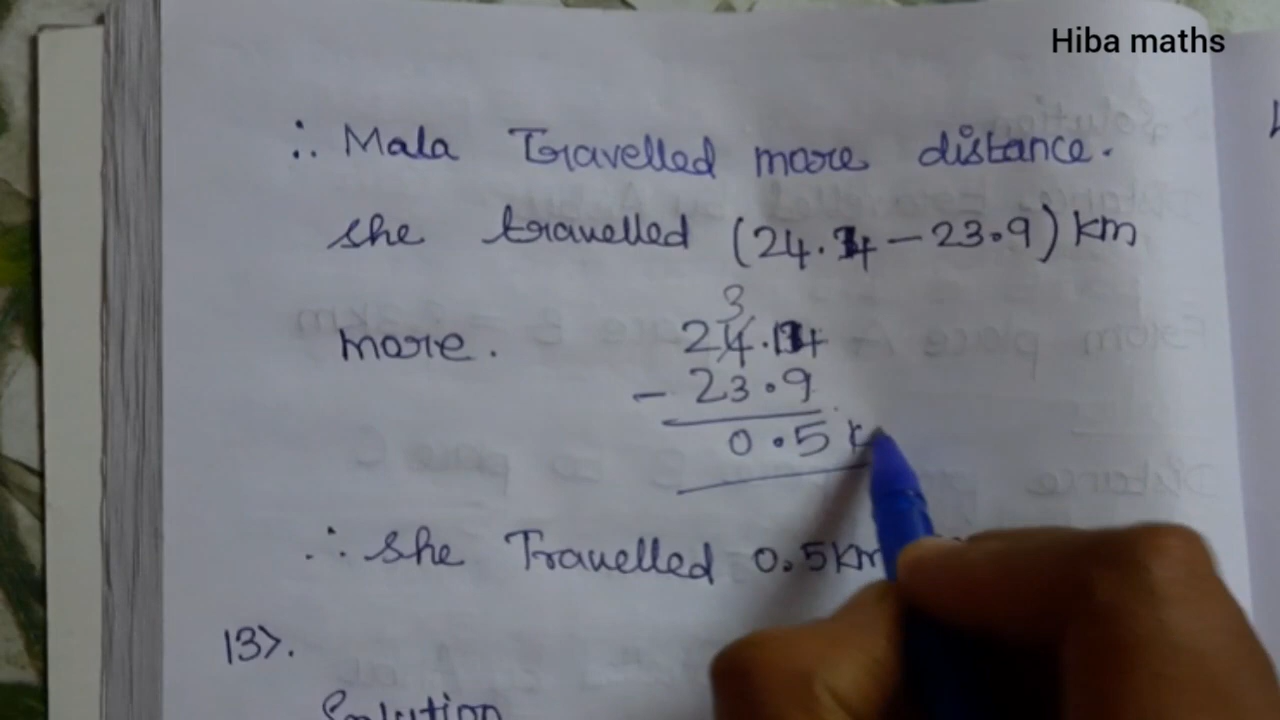 Hiba maths
∴ Mala Travelled more distance.
she travelled (24.4 - 23.9) km
more.
3
24.14
- 23.9
0.5 k
∴ she Travelled 0.5km
13>.
Solution